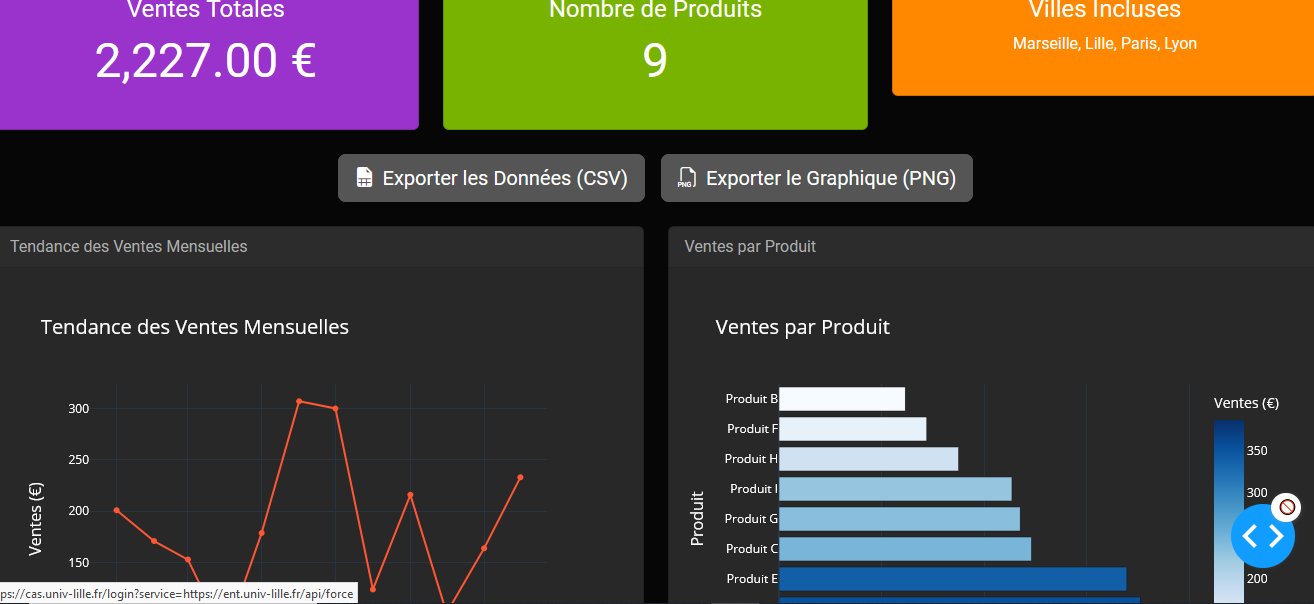 Ventes Totales
2,227.00 €
Nombre de Produits
9
Villes Incluses
Marseille, Lille, Paris, Lyon
Exporter les Données (CSV)
PNG
Exporter le Graphique (PNG)
Tendance des Ventes Mensuelles
Tendance des Ventes Mensuelles
Ventes (€)
300
250
200
150
Ventes par Produit
Ventes par Produit
Produit
Produit B
Produit F
Produit H
Produit I
Produit G
Produit C
Produit E
Ventes (€)
350
300
200
ps://cas.univ-lille.fr/login?service=https://ent.univ-lille.fr/api/force